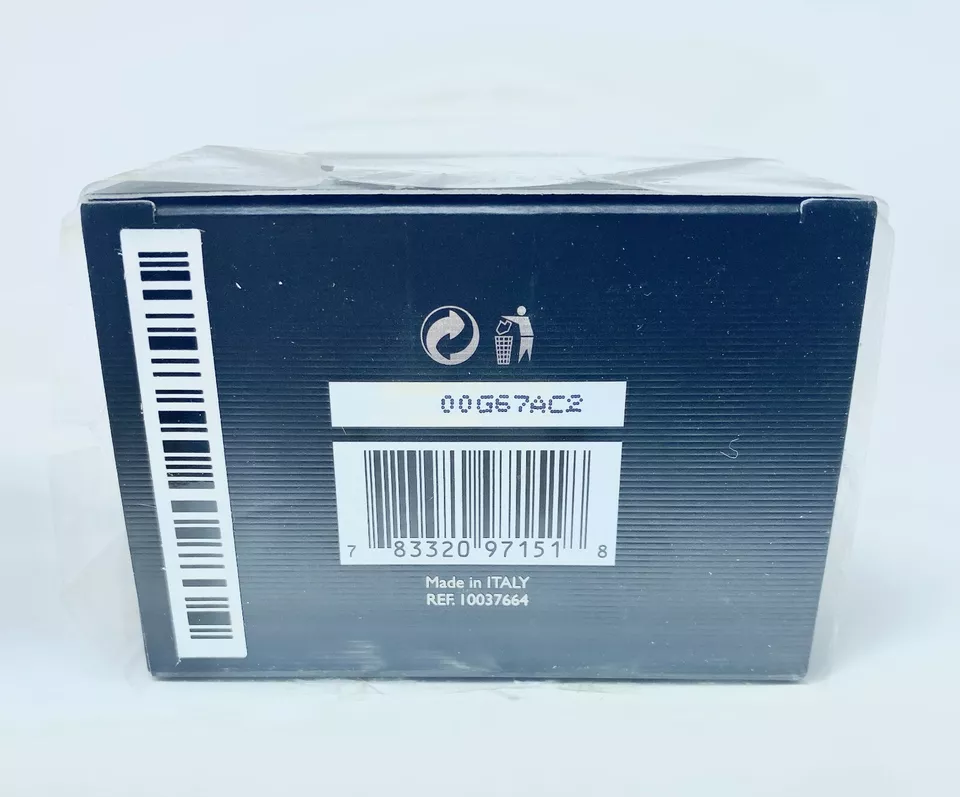 00G67AC2
7 83320 97151 8
Made in ITALY
REF. 10037664